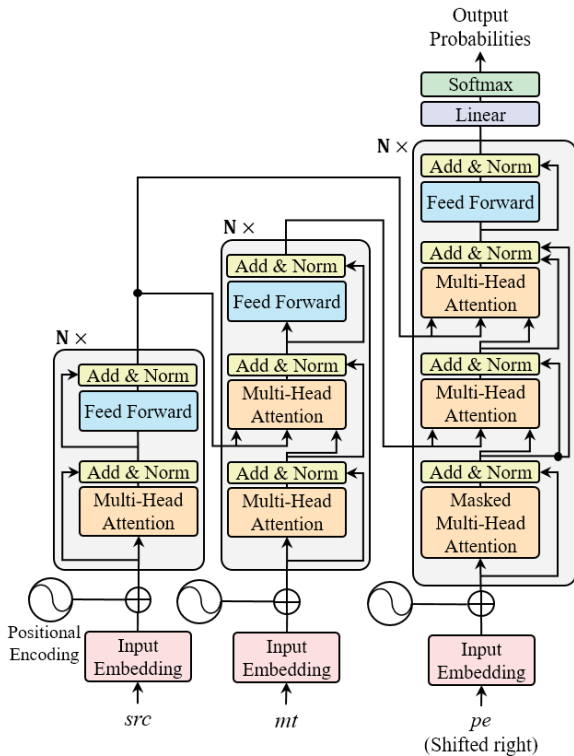 Output
Probabilities
Softmax
Linear
N ×
Add & Norm
Feed Forward
Add & Norm
Multi-Head
Attention
Add & Norm
Multi-Head
Attention
Add & Norm
Masked
Multi-Head
Attention
Input
Embedding
pe
(Shifted right)
N ×
Add & Norm
Feed Forward
Add & Norm
Multi-Head
Attention
Add & Norm
Multi-Head
Attention
Input
Embedding
mt
N ×
Add & Norm
Feed Forward
Add & Norm
Multi-Head
Attention
Positional
Encoding
Input
Embedding
src